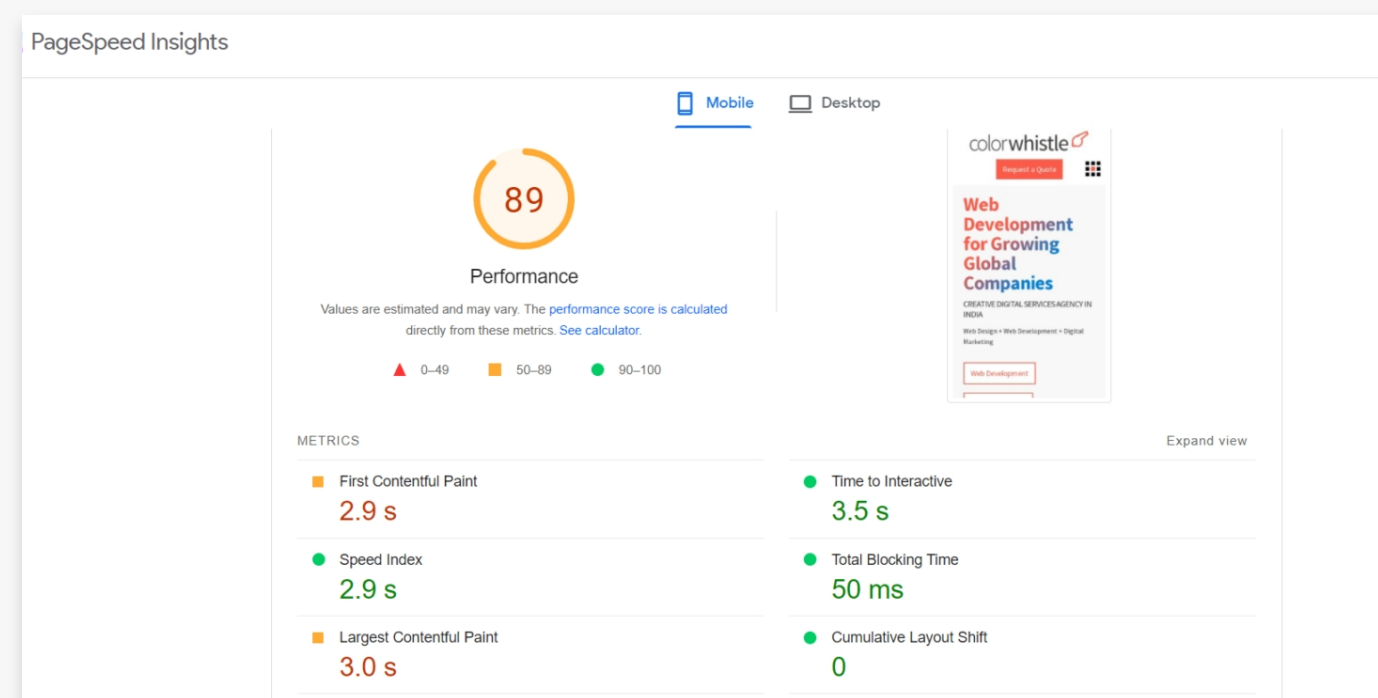 PageSpeed Insights
Mobile
Desktop
89
Performance
Values are estimated and may vary. The performance score is calculated
directly from these metrics. See calculator.
0–49
50–89
90–100
colorwhistle
Request a Quote
Web
Development
for Growing
Global
Companies
CREATIVE DIGITAL SERVICES AGENCY IN
INDIA
Web Design + Web Development + Digital
Marketing
Web Development
METRICS
Expand view
First Contentful Paint
2.9 s
Time to Interactive
3.5 s
Speed Index
2.9 s
Total Blocking Time
50 ms
Largest Contentful Paint
3.0 s
Cumulative Layout Shift
0